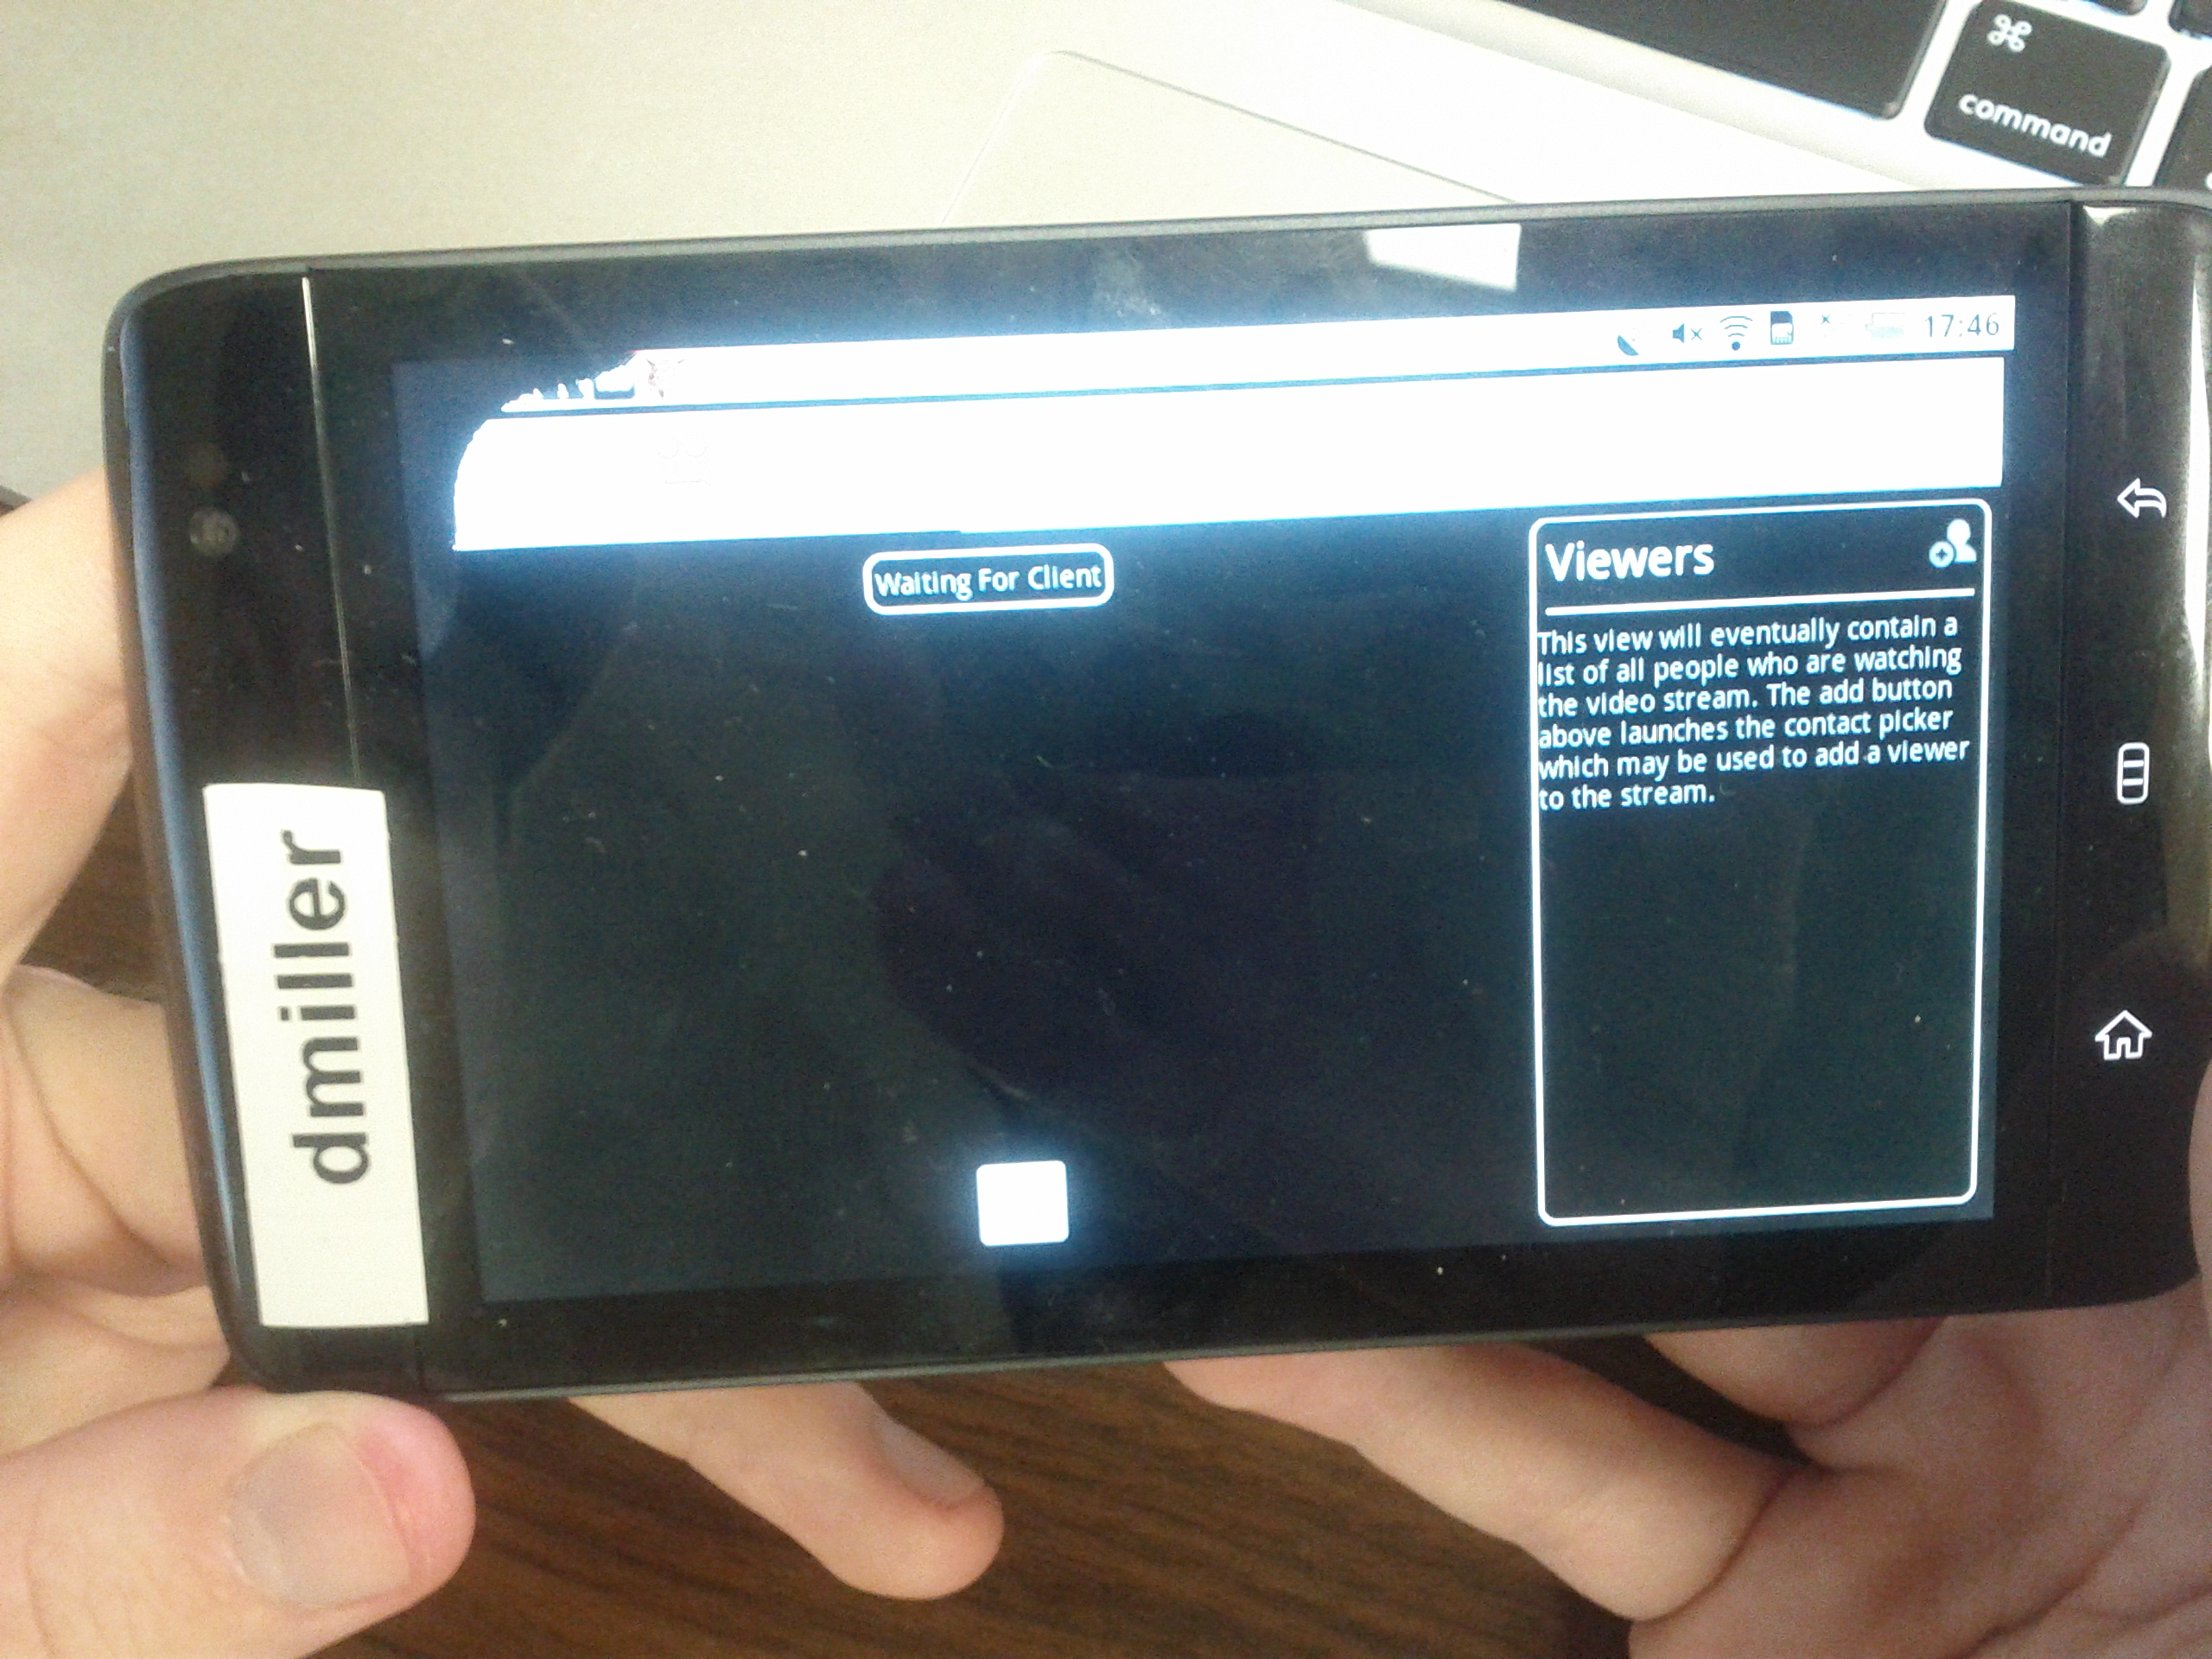 ⌘
command
17:46
Waiting For Client
Viewers
This view will eventually contain a
list of all people who are watching
the video stream. The add button
above launches the contact picker
which may be used to add a viewer
to the stream.
dmiller